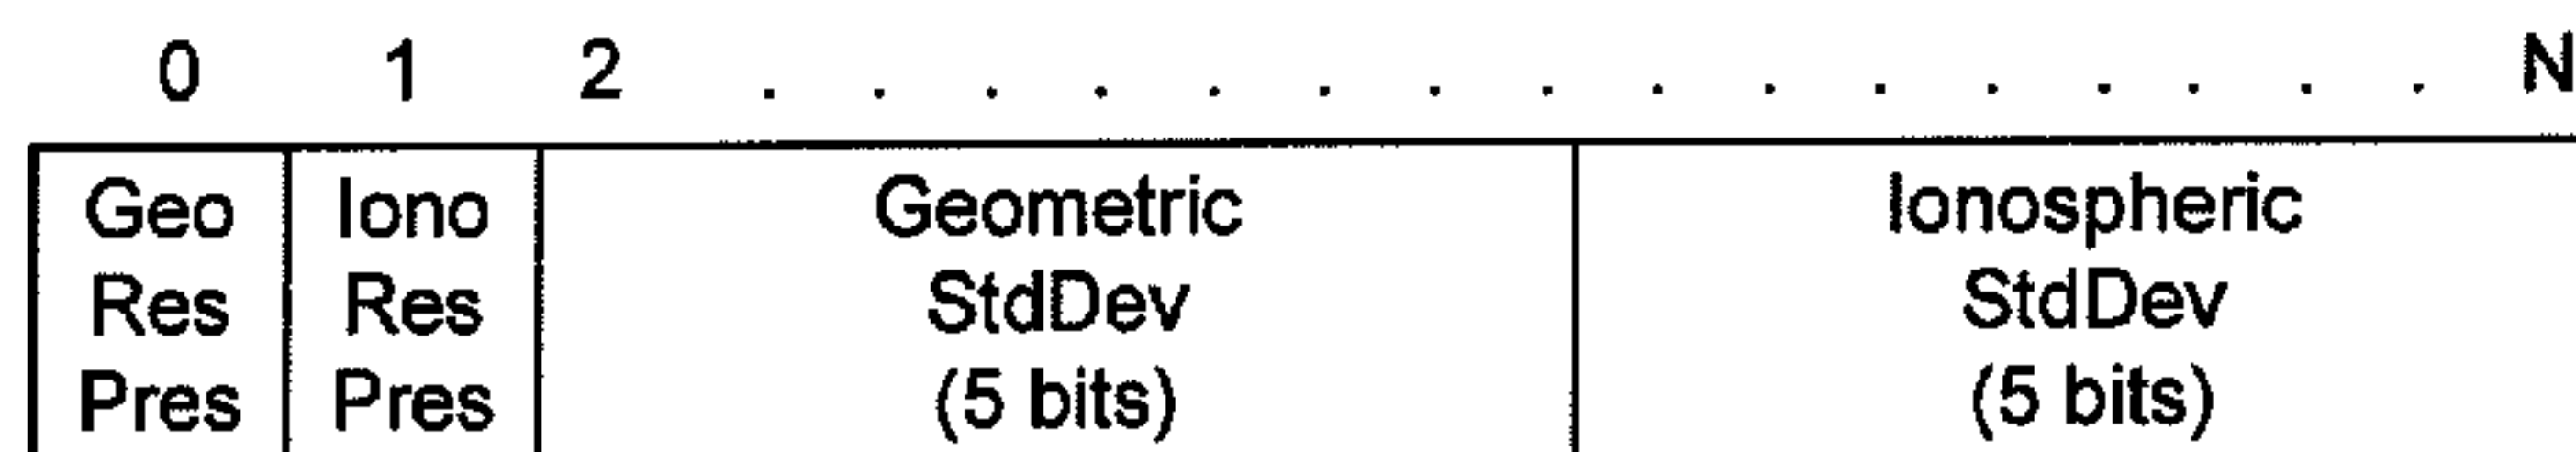 0 1 2 . . . . . . . . . . . . . . . . N
Geo Iono Geometric Ionospheric
Res Res StdDev StdDev
Pres Pres (5 bits) (5 bits)